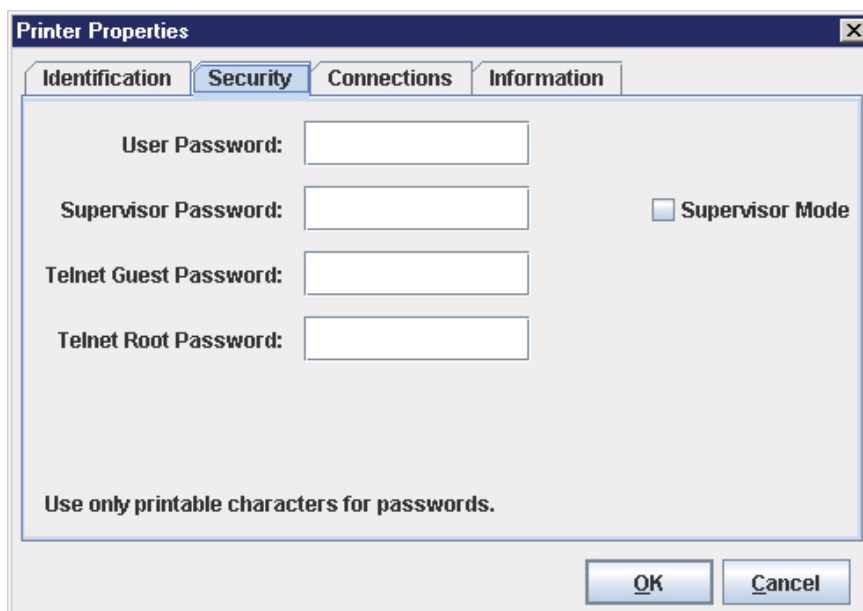 Printer Properties
Identification Security Connections Information
User Password:
Supervisor Password: Supervisor Mode
Telnet Guest Password:
Telnet Root Password:
Use only printable characters for passwords.
OK Cancel